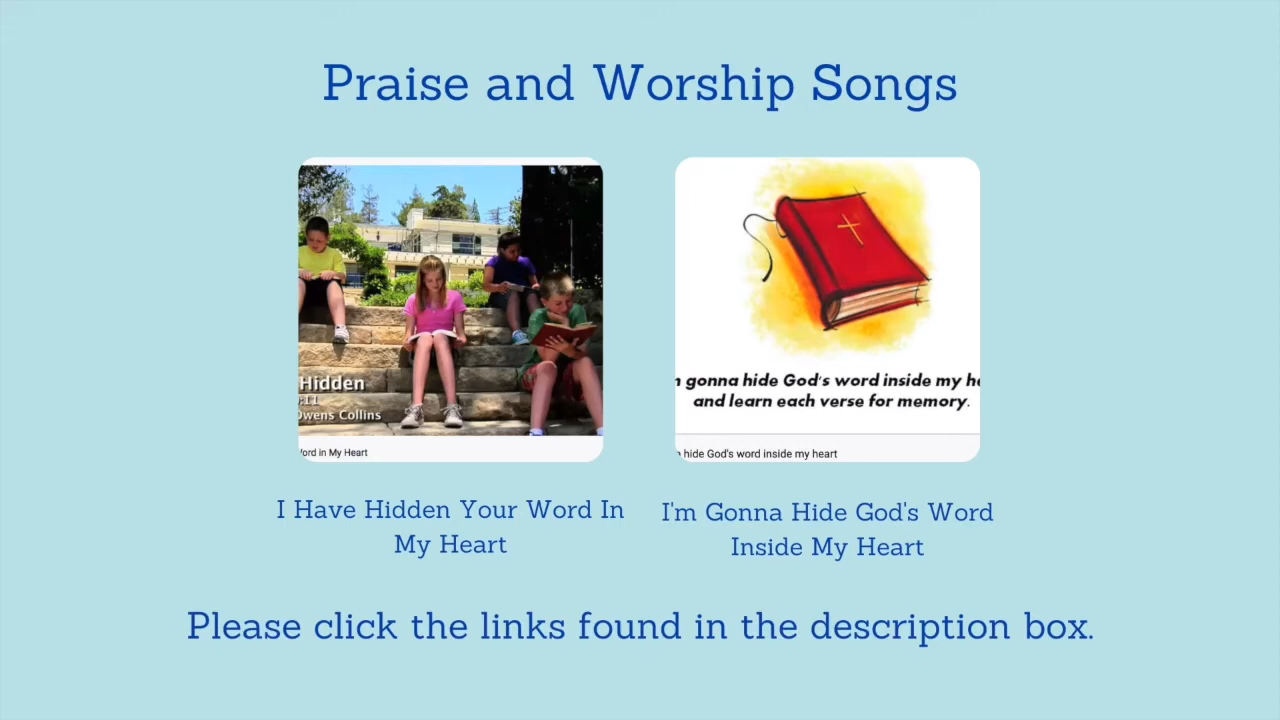 Praise and Worship Songs
Hidden
:11
Owens Collins
Word in My Heart
gonna hide God's word inside my
and learn each verse for memory.
hide God's word inside my heart
I Have Hidden Your Word In
My Heart
I'm Gonna Hide God's Word
Inside My Heart
Please click the links found in the description box.